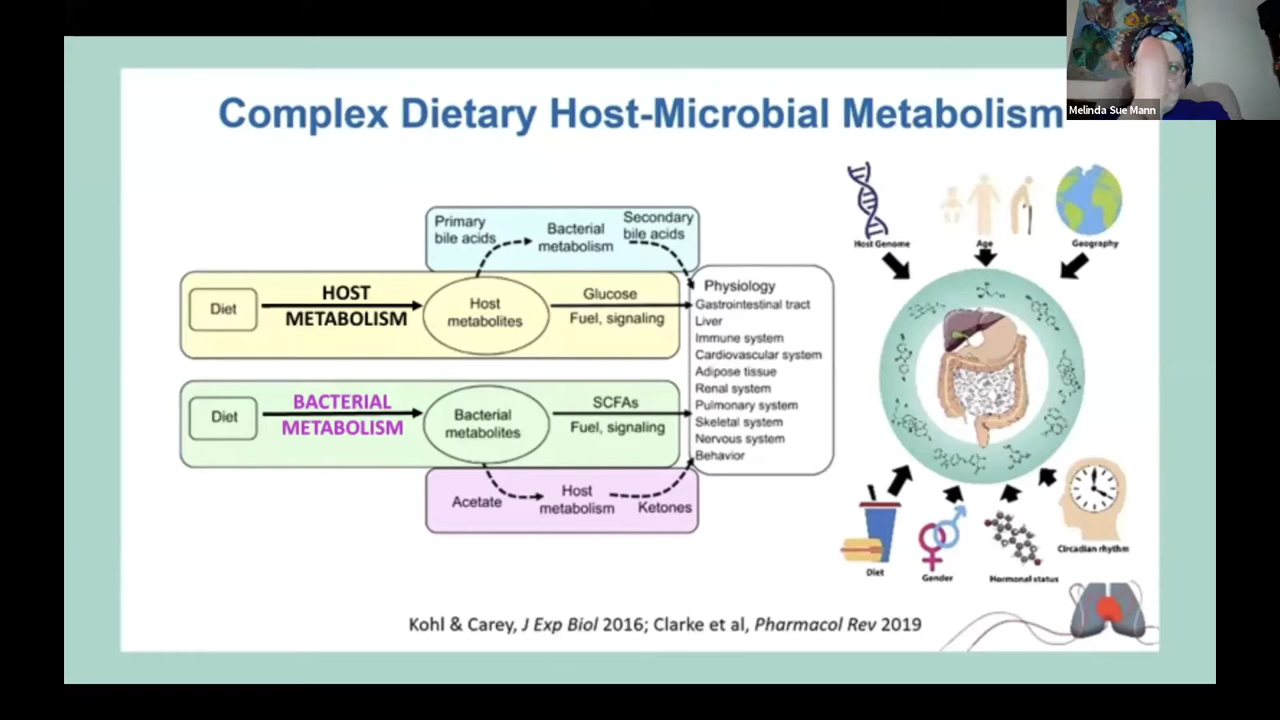 Complex Dietary Host-Microbial Metabolism
Melinda Sue Mann
Primary
bile acids
Bacterial
metabolism
Secondary
bile acids
Diet
HOST
METABOLISM
Host
metabolites
Glucose
Fuel, signaling
Diet
BACTERIAL
METABOLISM
Bacterial
metabolites
SCFAs
Fuel, signaling
Acetate
Host
metabolism
Ketones
Physiology
Gastrointestinal tract
Liver
Immune system
Cardiovascular system
Adipose tissue
Renal system
Pulmonary system
Skeletal system
Nervous system
Behavior
Host Genome
Age
Geography
Diet
Gender
Hormonal status
Circadian rhythm
Kohl & Carey, J Exp Biol 2016; Clarke et al, Pharmacol Rev 2019